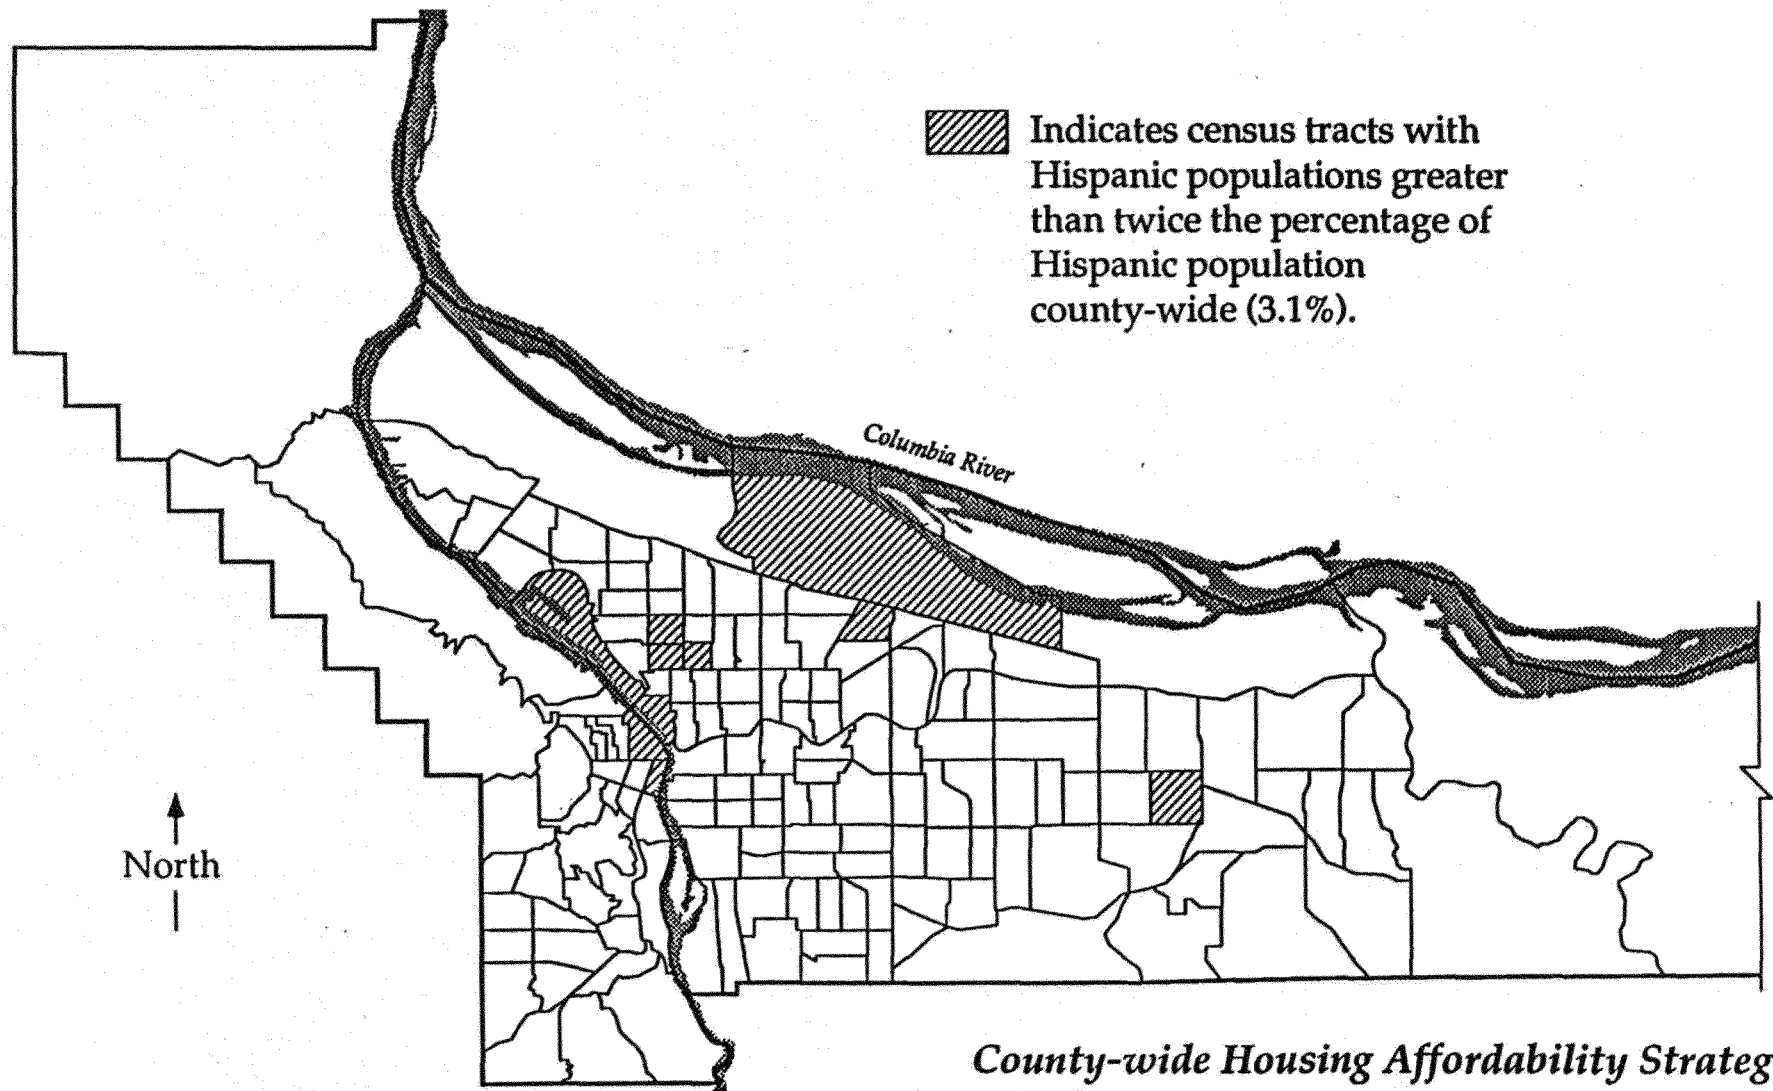 Indicates census tracts with
Hispanic populations greater
than twice the percentage of
Hispanic population
county-wide (3.1%).
Columbia River
North
County-wide Housing Affordability Strateg